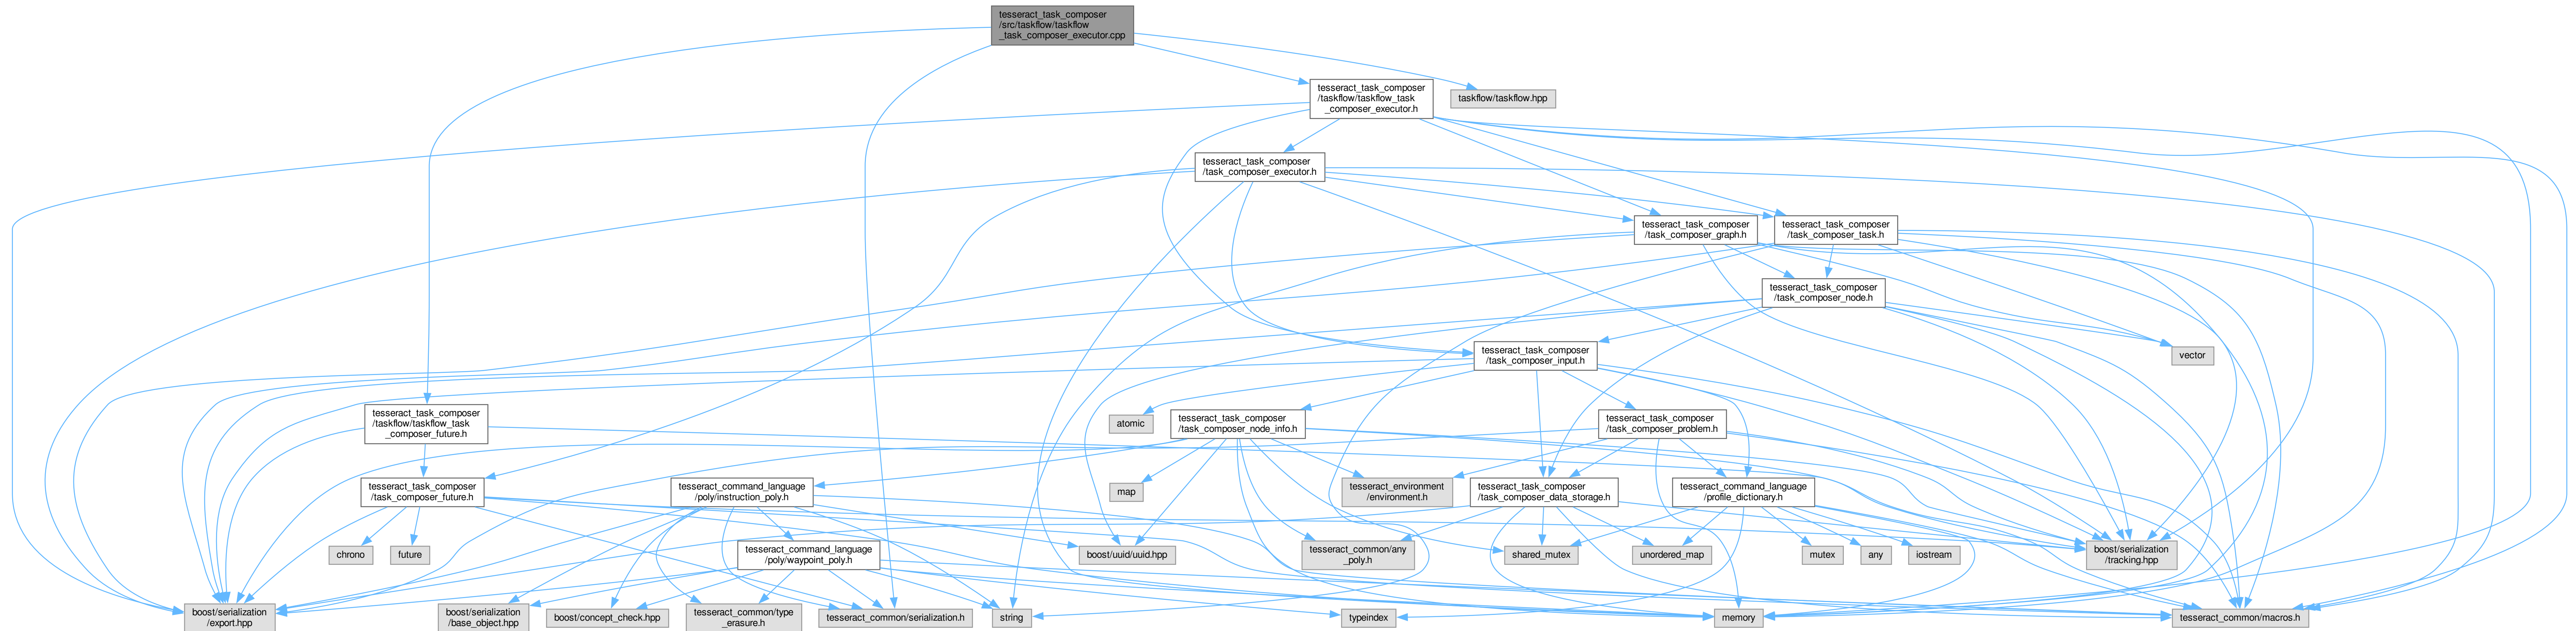 tesseract_task_composer
/src/taskflow/taskflow
_task_composer_executor.cpp
tesseract_task_composer
/taskflow/taskflow_task
_composer_executor.h
taskflow/taskflow.hpp
tesseract_task_composer
/task_composer_executor.h
tesseract_task_composer
/task_composer_graph.h
tesseract_task_composer
/task_composer_task.h
tesseract_task_composer
/task_composer_node.h
tesseract_task_composer
/task_composer_input.h
vector
tesseract_task_composer
/taskflow/taskflow_task
_composer_future.h
atomic
tesseract_task_composer
/task_composer_node_info.h
tesseract_task_composer
/task_composer_problem.h
tesseract_task_composer
/task_composer_future.h
tesseract_command_language
/poly/instruction_poly.h
map
tesseract_environment
/environment.h
tesseract_task_composer
/task_composer_data_storage.h
tesseract_command_language
/profile_dictionary.h
chrono
future
tesseract_command_language
/poly/waypoint_poly.h
boost/uuid/uuid.hpp
tesseract_common/any
_poly.h
shared_mutex
unordered_map
mutex
any
iostream
boost/serialization
/tracking.hpp
boost/serialization
/export.hpp
boost/serialization
/base_object.hpp
boost/concept_check.hpp
tesseract_common/type
_erasure.h
tesseract_common/serialization.h
string
typeindex
memory
tesseract_common/macros.h